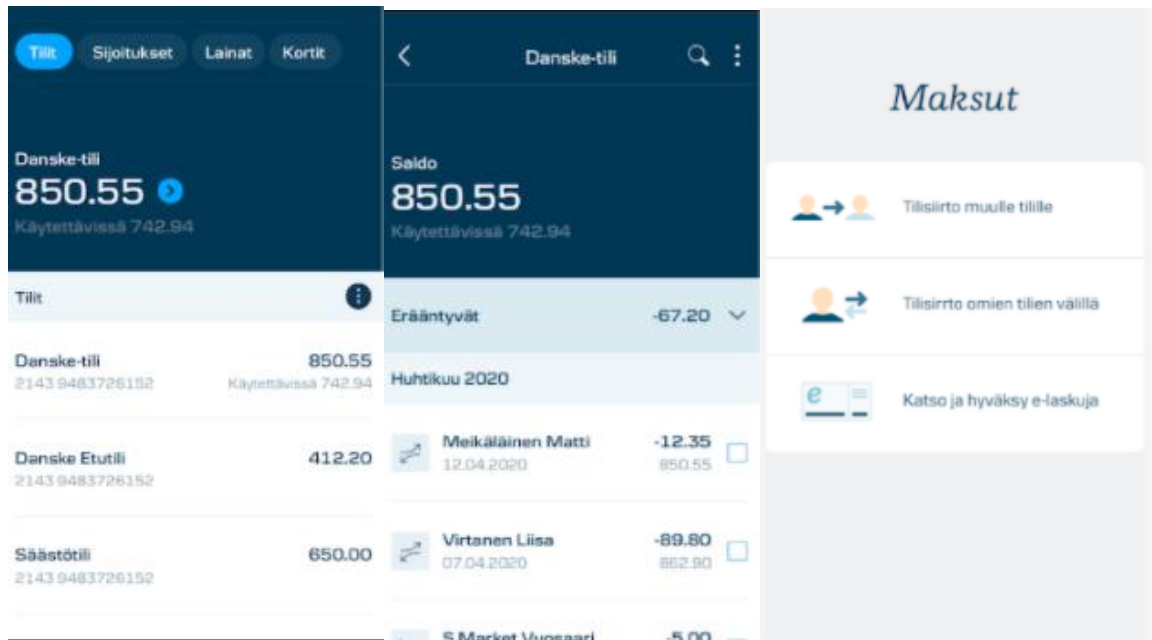 Tilit Sijoitukset Lainat Kortit
Danske-tili
850.55
Käytettävissä 742.94
Tilit
Danske-tili 850.55
2143 9483726152 Käytettävissä 742.94
Danske Etutili 412.20
2143 9483726152
Säästötili 650.00
2143 9483726152
Danske-tili
Saldo
850.55
Käytettävissä 742.94
Erääntyvät -67.20
Huhtikuu 2020
Meikäläinen Matti -12.35
12.04.2020 850.55
Virtanen Liisa -89.80
07.04.2020 862.90
S Market Vuosaari -5.00
Maksut
Tilisiirto muulle tilille
Tilisirrto omien tilien välillä
e
Katso ja hyväksy e-laskuja